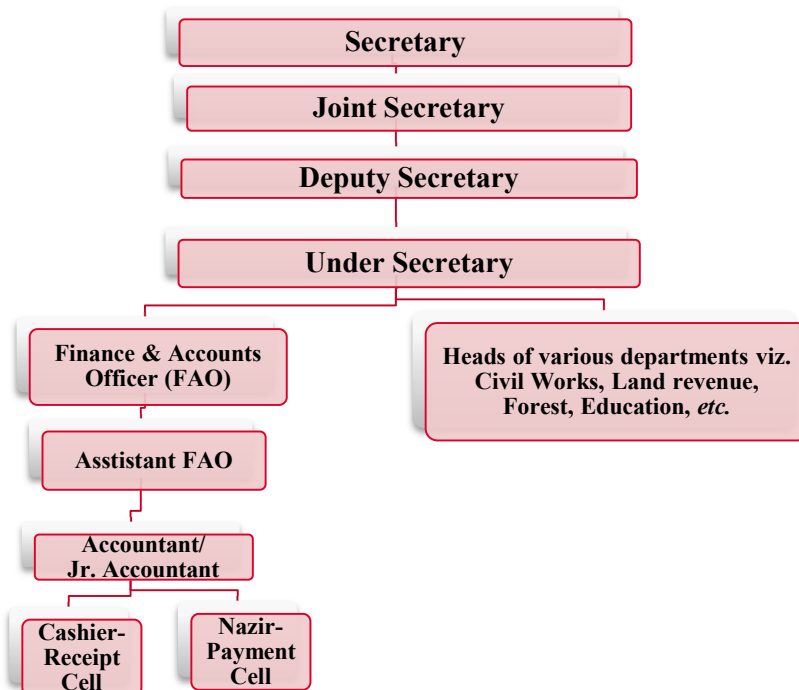 Secretary
Joint Secretary
Deputy Secretary
Under Secretary
Finance & Accounts
Officer (FAO)
Heads of various departments viz.
Civil Works, Land revenue,
Forest, Education, etc.
Asstistant FAO
Accountant/
Jr. Accountant
Cashier-
Receipt
Cell
Nazir-
Payment
Cell